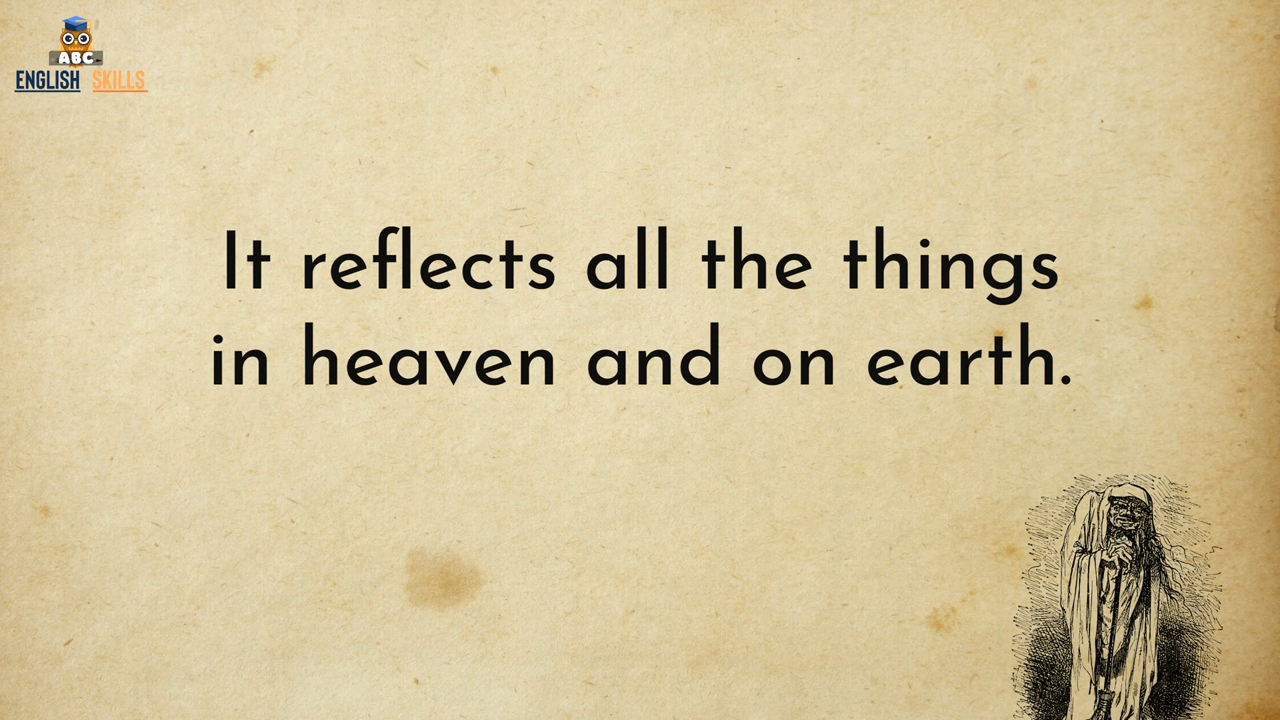 ABC
ENGLISH SKILLS
It reflects all the things
in heaven and on earth.